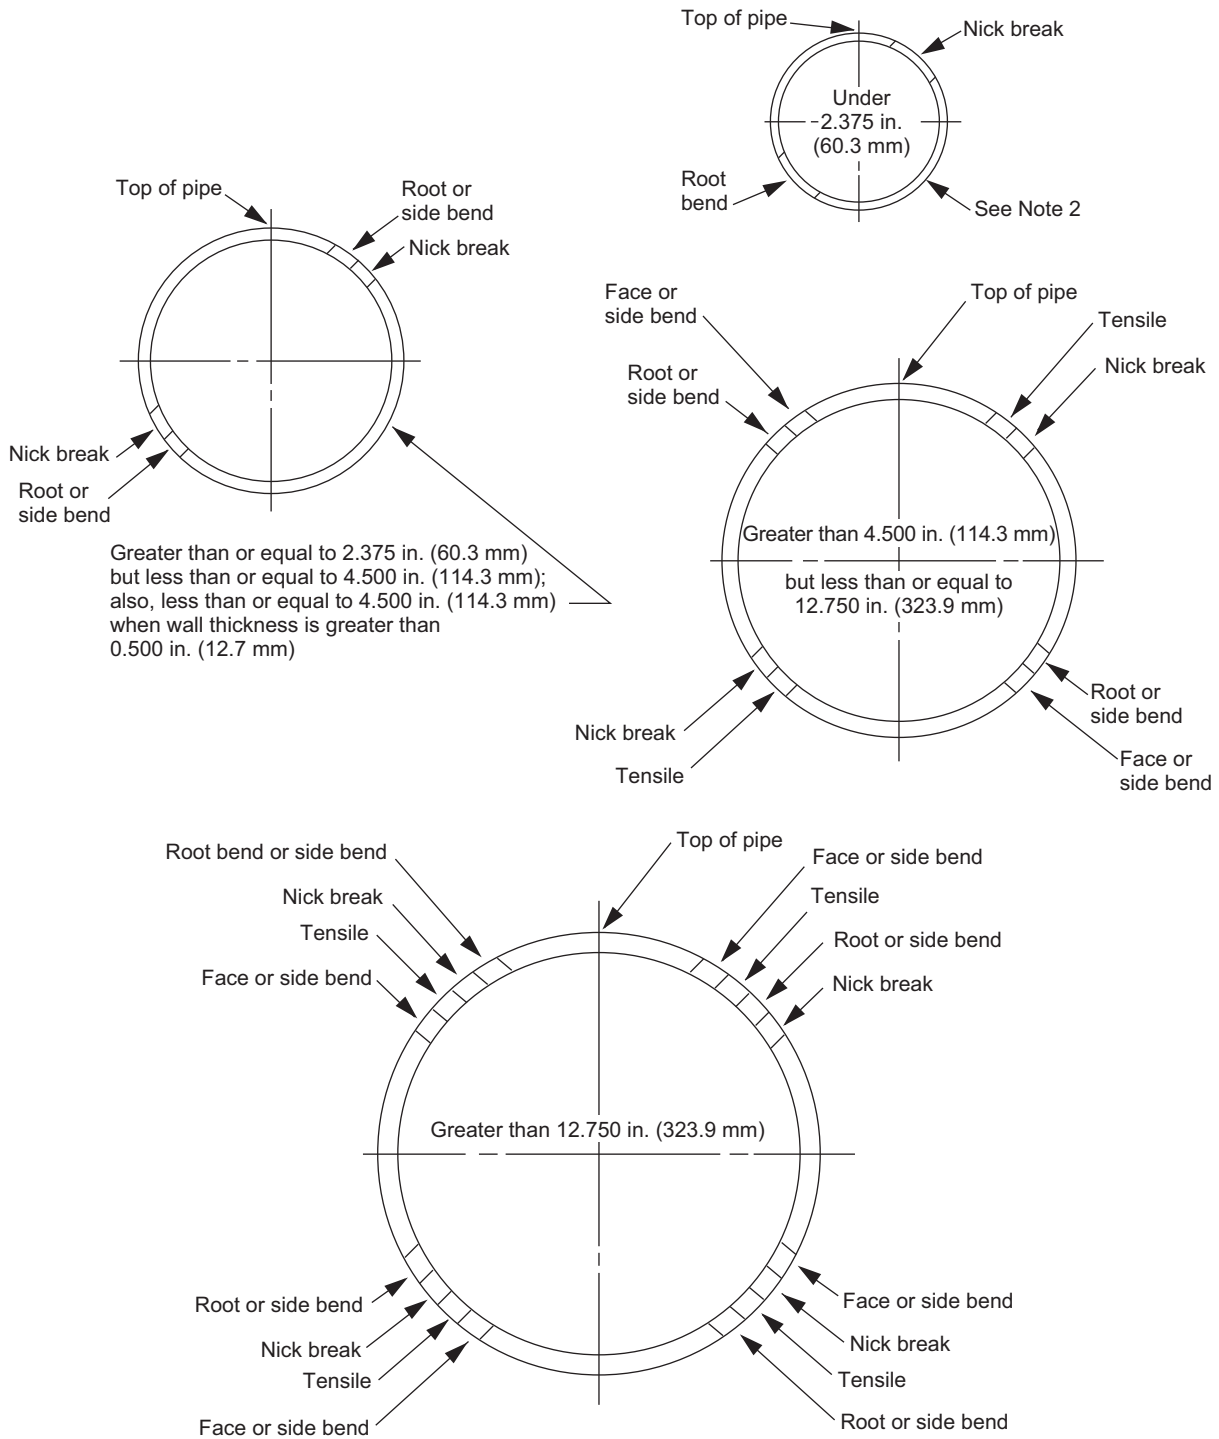 Top of pipe
Nick break
Under
2.375 in.
(60.3 mm)
Root
bend
See Note 2
Top of pipe
Root or
side bend
Nick break
Nick break
Root or
side bend
Greater than or equal to 2.375 in. (60.3 mm)
but less than or equal to 4.500 in. (114.3 mm);
also, less than or equal to 4.500 in. (114.3 mm)
when wall thickness is greater than
0.500 in. (12.7 mm)
Face or
side bend
Top of pipe
Tensile
Root or
side bend
Nick break
Greater than 4.500 in. (114.3 mm)
but less than or equal to
12.750 in. (323.9 mm)
Nick break
Tensile
Root or
side bend
Face or
side bend
Root bend or side bend
Nick break
Tensile
Face or side bend
Top of pipe
Face or side bend
Tensile
Root or side bend
Nick break
Greater than 12.750 in. (323.9 mm)
Root or side bend
Nick break
Tensile
Face or side bend
Face or side bend
Nick break
Tensile
Root or side bend